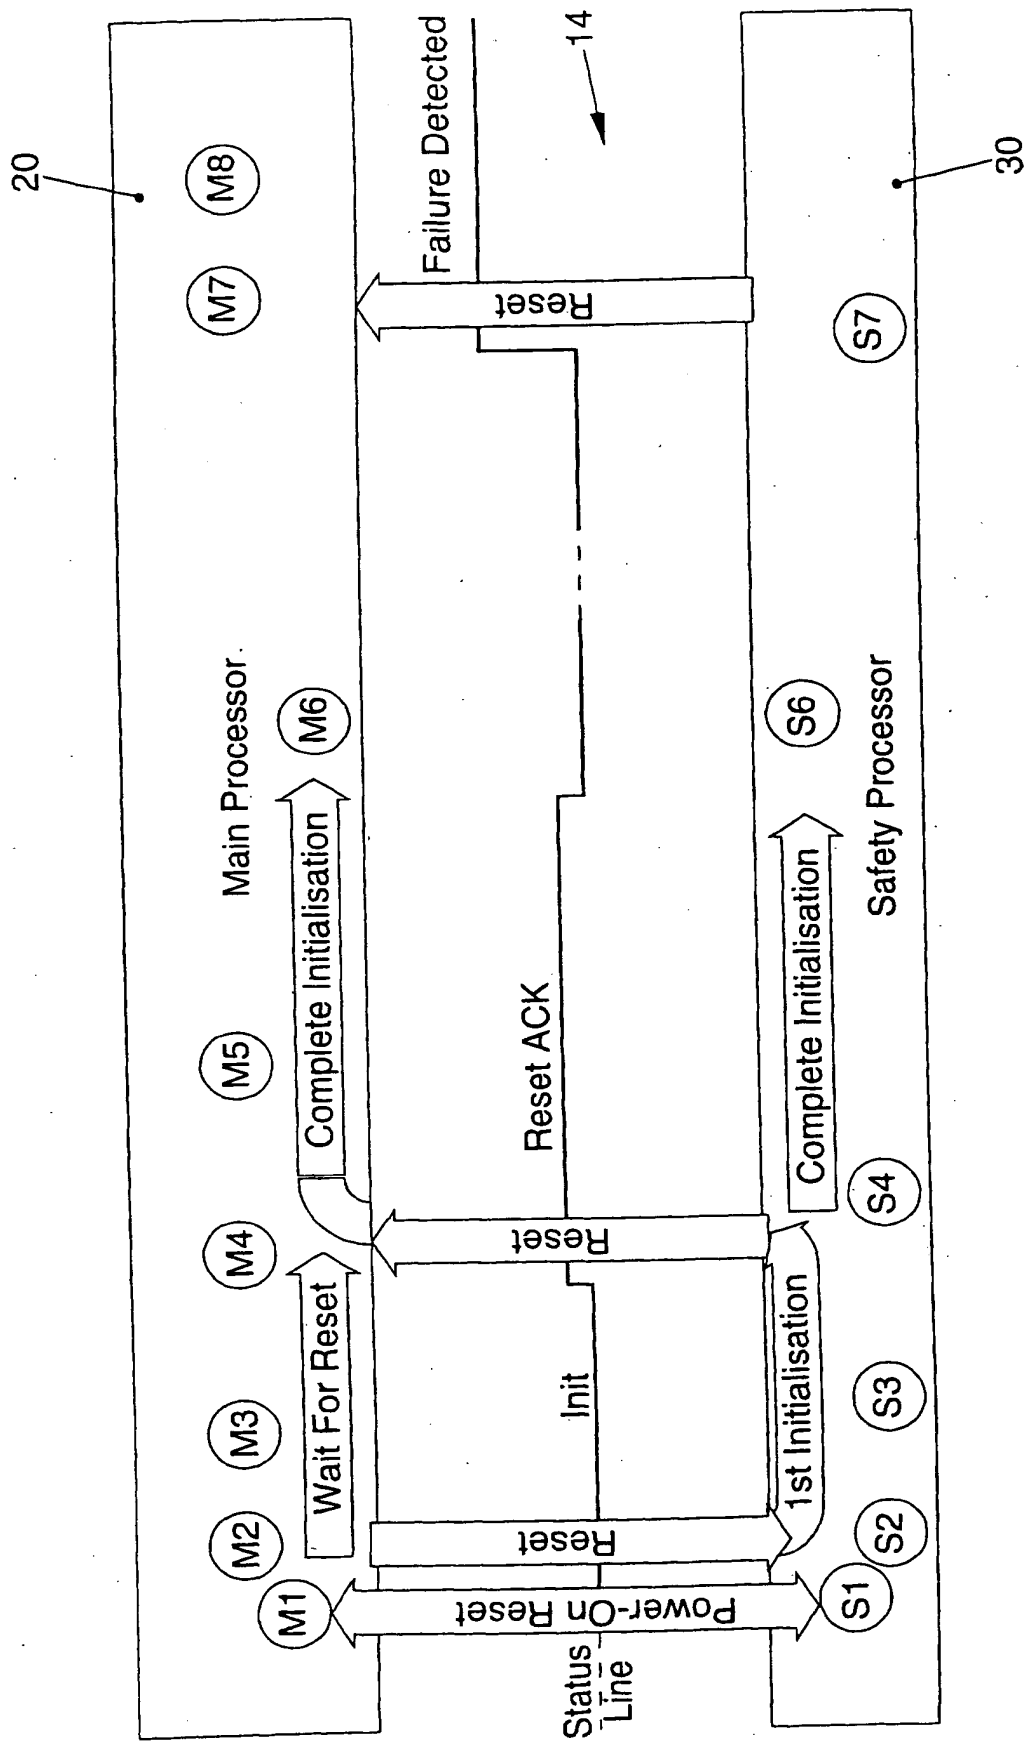 20
M7
M8
Main Processor
M1
M2
M3
M4
M5
M6
Wait For Reset
Complete Initialisation
Failure Detected
14
Status
Line
Init
Reset ACK
Power-On Reset
Reset
Reset
Reset
1st Initialisation
Complete Initialisation
S1
S2
S3
S4
S6
S7
Safety Processor
30